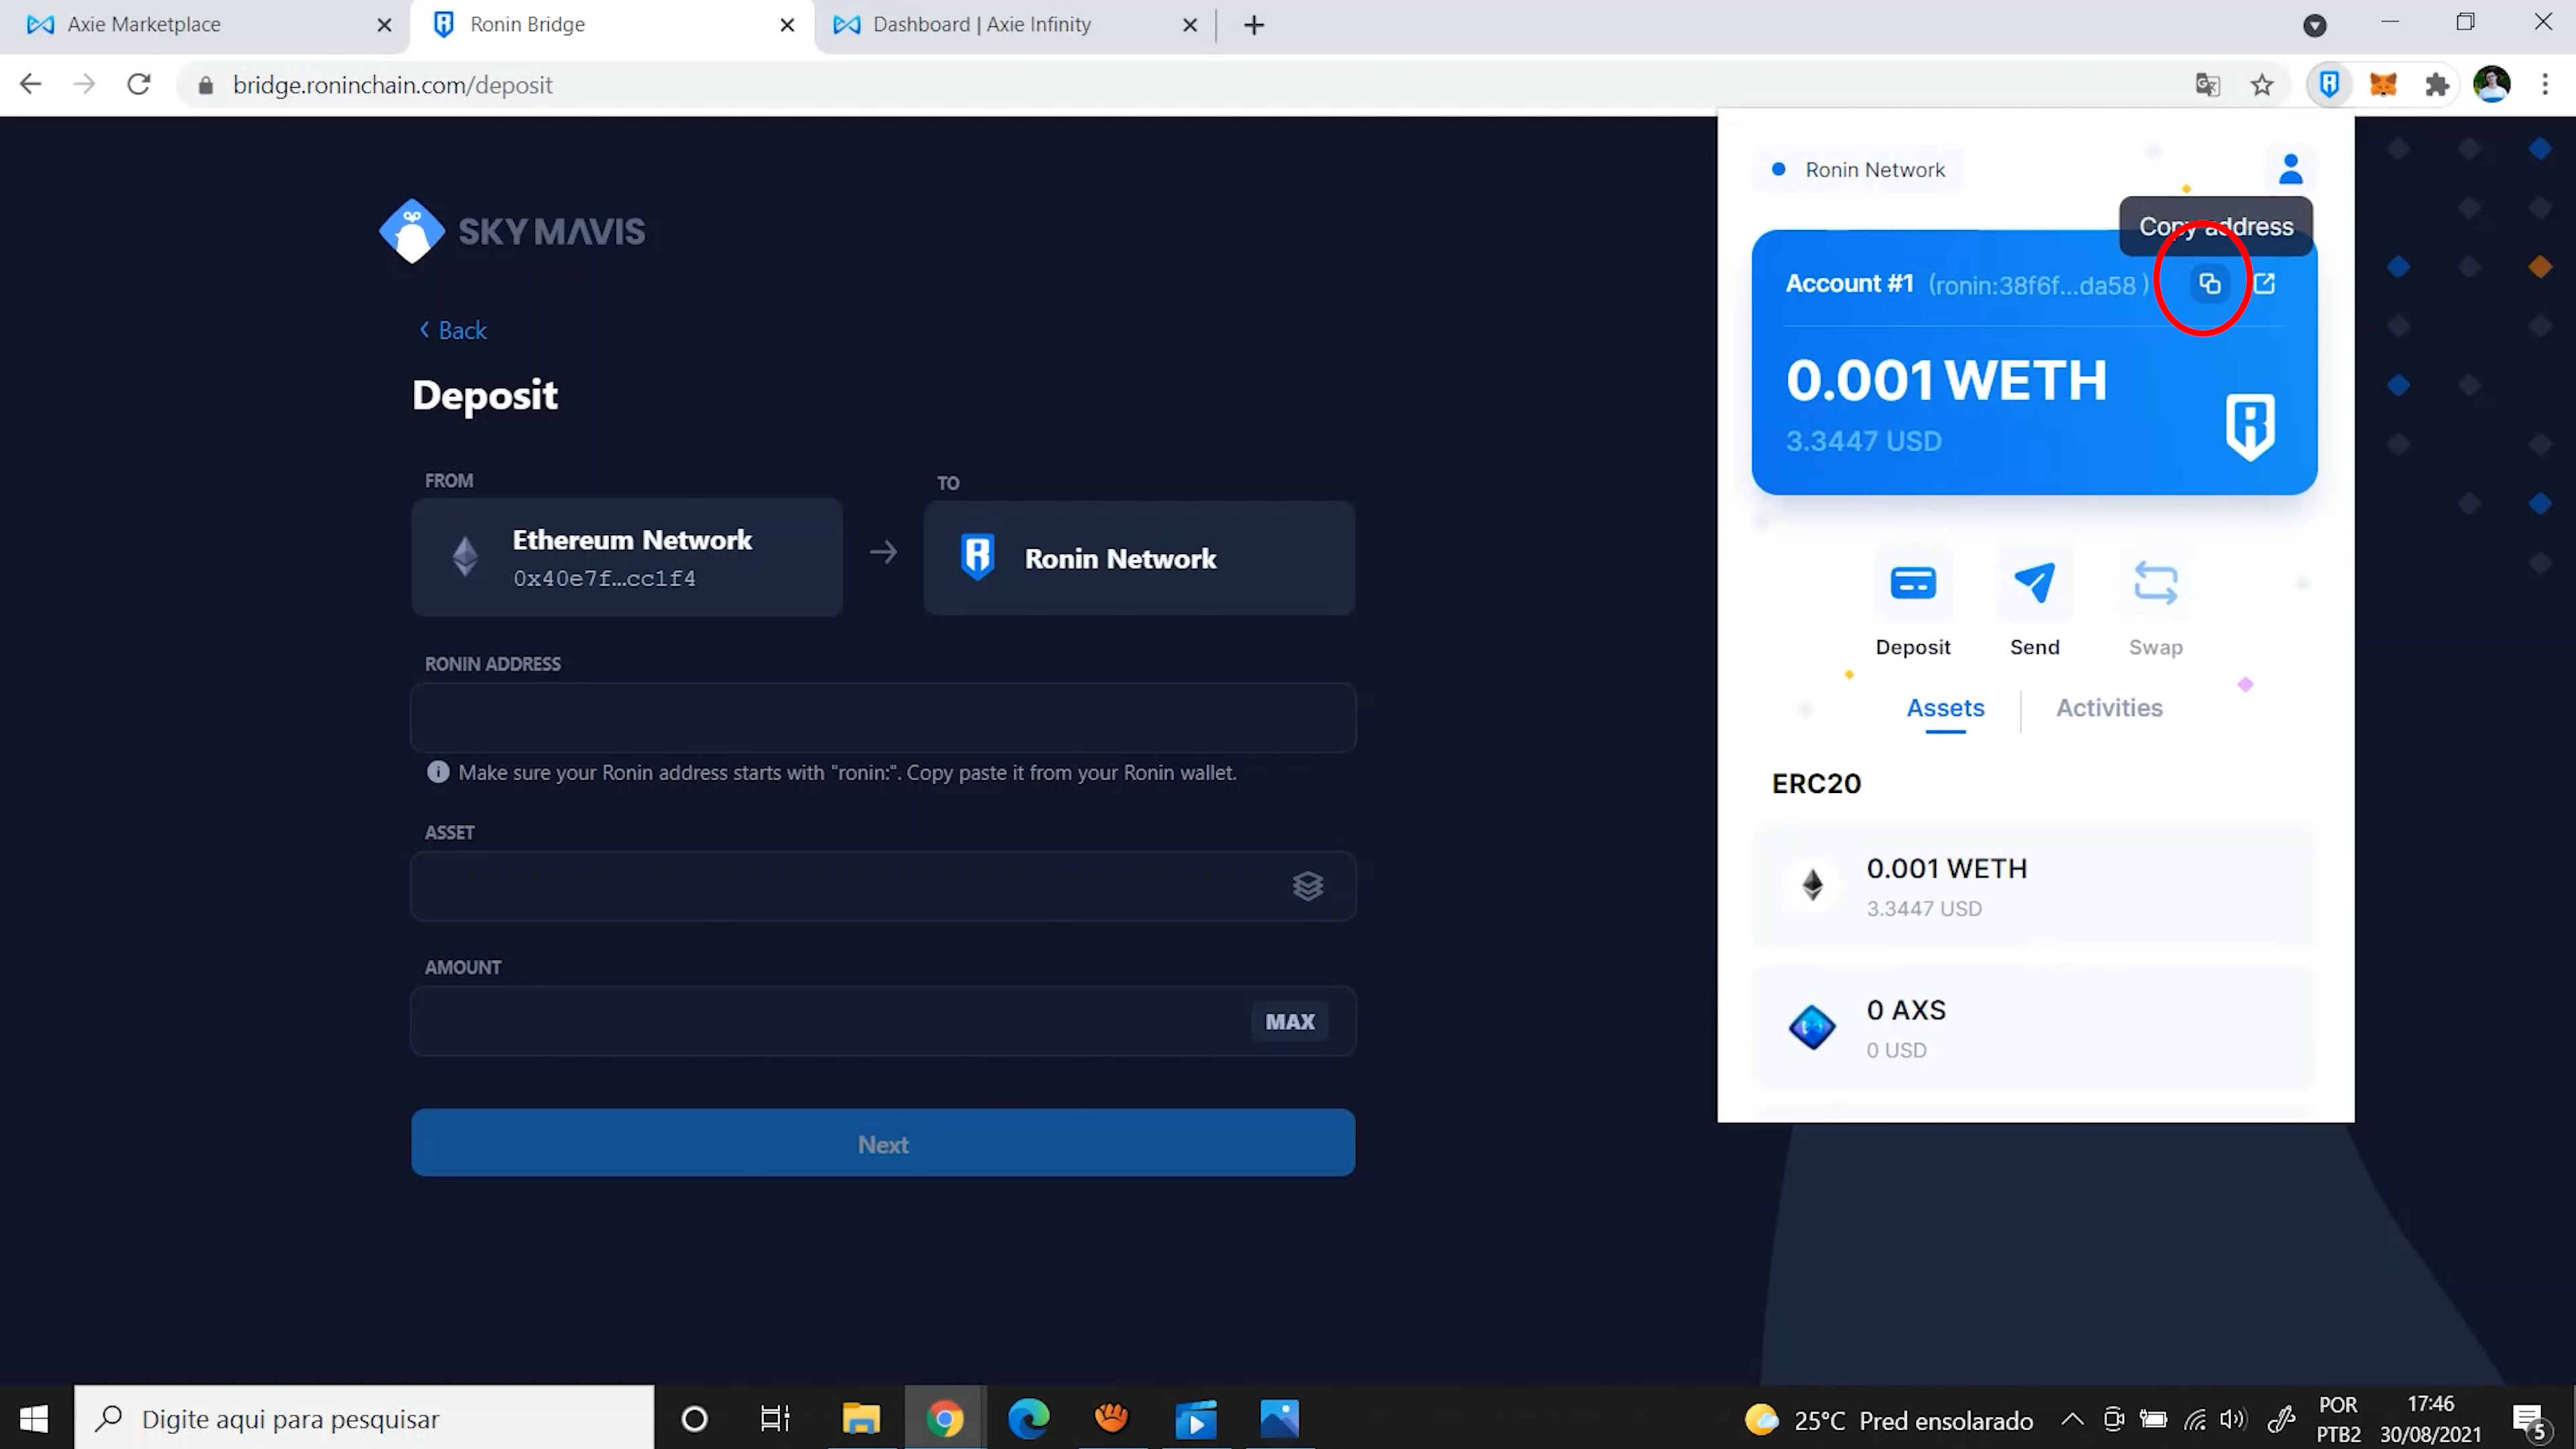 Axie Marketplace
Ronin Bridge
Dashboard | Axie Infinity
bridge.roninchain.com/deposit
SKY MAVIS
Back
Deposit
FROM
Ethereum Network
0x40e7f...cc1f4
TO
Ronin Network
RONIN ADDRESS
Make sure your Ronin address starts with "ronin:". Copy paste it from your Ronin wallet.
ASSET
AMOUNT
MAX
Next
Ronin Network
Copy address
Account #1 (ronin:38f6f...da58 )
0.001 WETH
3.3447 USD
Deposit
Send
Swap
Assets
Activities
ERC20
0.001 WETH
3.3447 USD
0 AXS
0 USD
Digite aqui para pesquisar
25°C Pred ensolarado
POR
PTB2
17:46
30/08/2021
5